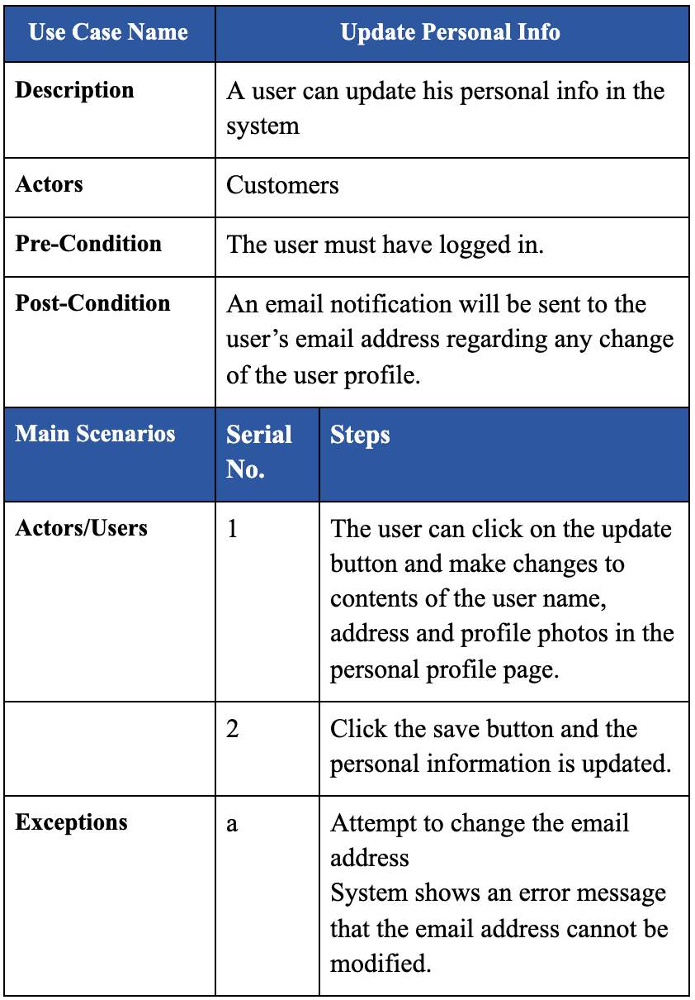 Use Case Name
Update Personal Info
Description
A user can update his personal info in the
system
Actors
Customers
Pre-Condition
The user must have logged in.
Post-Condition
An email notification will be sent to the
user’s email address regarding any change
of the user profile.
Main Scenarios
Serial
No.
Steps
Actors/Users
1
The user can click on the update
button and make changes to
contents of the user name,
address and profile photos in the
personal profile page.
2
Click the save button and the
personal information is updated.
Exceptions
a
Attempt to change the email
address
System shows an error message
that the email address cannot be
modified.